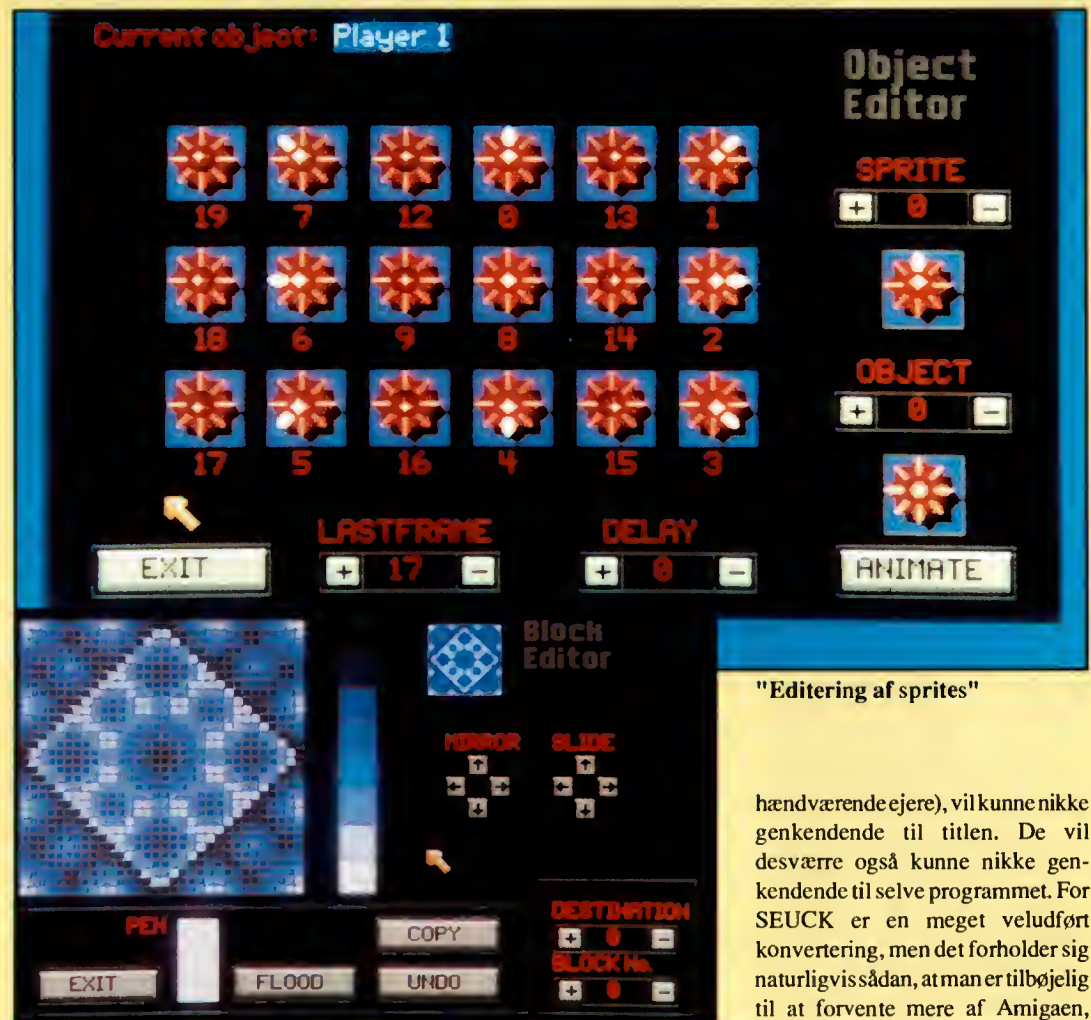 Current object: Player 1
Object
Editor
SPRITE
+ 0 -
19 7 12 0 13 1
18 6 9 8 14 2
OBJECT
+ 0 -
17 5 16 4 15 3
LASTFRAME DELAY
EXIT + 17 - + 0 - ANIMATE
Block
Editor
MIRROR SLIDE
PEN
COPY
EXIT FLOOD UNDO
DESTINATION
+ 0 -
BLOCK No.
+ 0 -
"Editering af sprites"
hændværende ejere), vil kunne nikke
genkendende til titlen. De vil
desværre også kunne nikke gen-
kendende til selve programmet. For
SEUCK er en meget veludført
konvertering, men det forholder sig
naturligvis sådan, at man er tilbøjelig
til at forvente mere af Amigaen,